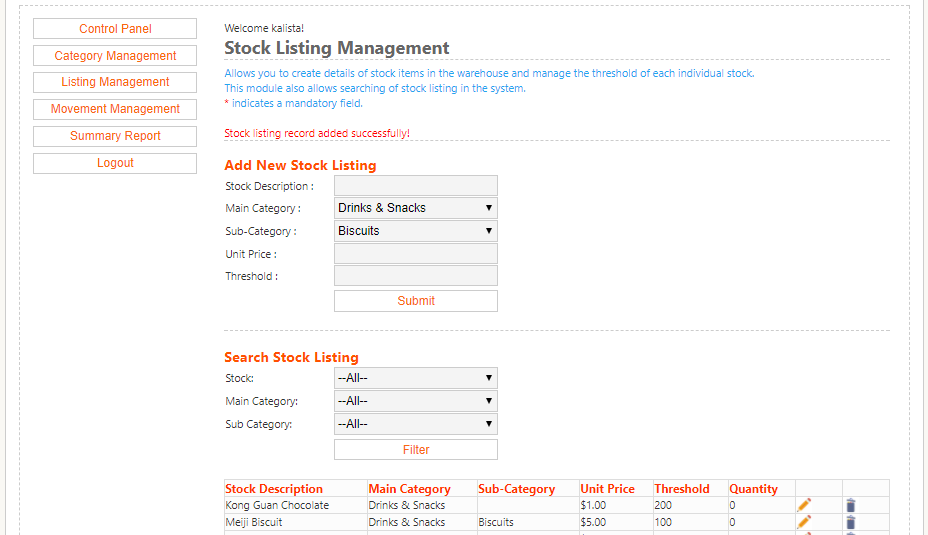 Control Panel
Category Management
Listing Management
Movement Management
Summary Report
Logout
Welcome kalista!
Stock Listing Management
Allows you to create details of stock items in the warehouse and manage the threshold of each individual stock.
This module also allows searching of stock listing in the system.
* indicates a mandatory field.
Stock listing record added successfully!
Add New Stock Listing
Stock Description :
Main Category : Drinks & Snacks
Sub-Category : Biscuits
Unit Price :
Threshold :
Submit
Search Stock Listing
Stock: --All--
Main Category: --All--
Sub Category: --All--
Filter
Stock Description Main Category Sub-Category Unit Price Threshold Quantity
Kong Guan Chocolate Drinks & Snacks $1.00 200 0
Meiji Biscuit Drinks & Snacks Biscuits $5.00 100 0